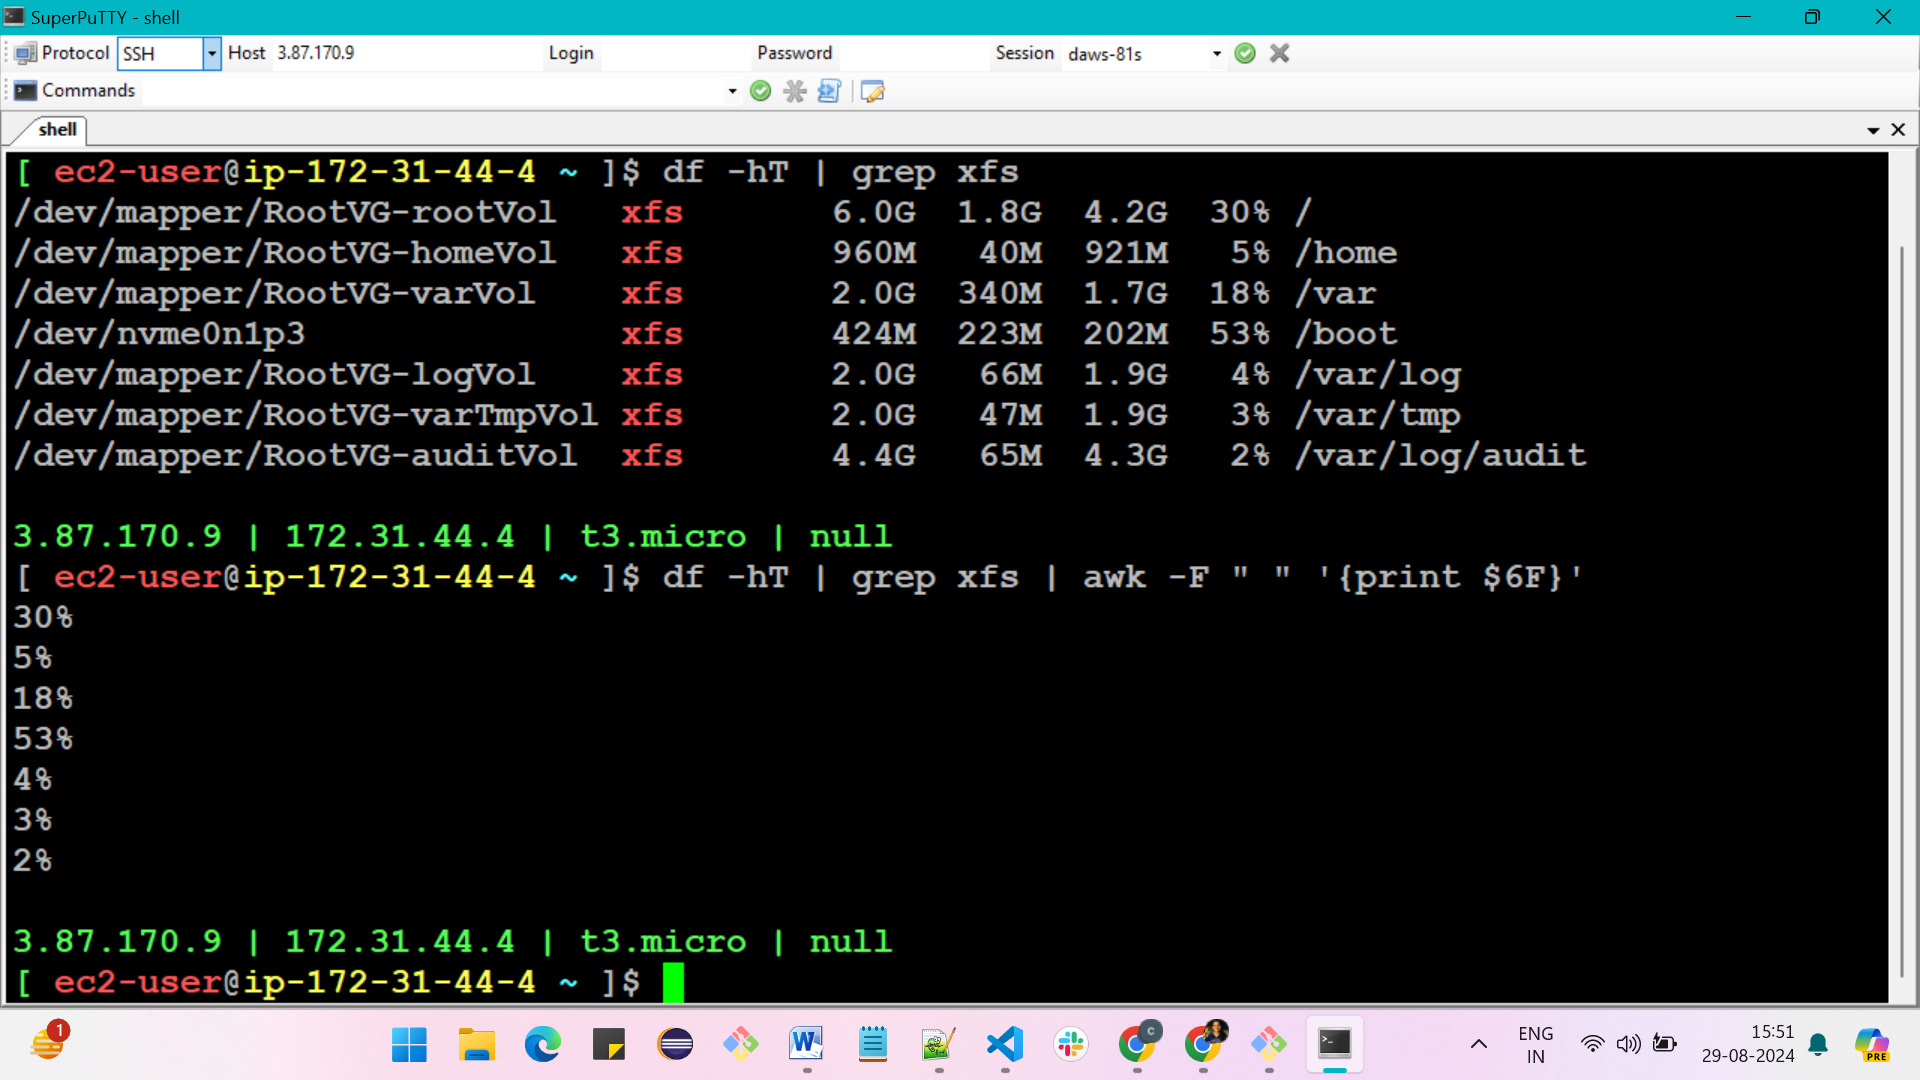 SuperPuTTY - shell
Protocol SSH Host 3.87.170.9 Login Password Session daws-81s
Commands
shell
[ ec2-user@ip-172-31-44-4 ~ ]$ df -hT | grep xfs
/dev/mapper/RootVG-rootVol xfs 6.0G 1.8G 4.2G 30% /
/dev/mapper/RootVG-homeVol xfs 960M 40M 921M 5% /home
/dev/mapper/RootVG-varVol xfs 2.0G 340M 1.7G 18% /var
/dev/nvme0n1p3 xfs 424M 223M 202M 53% /boot
/dev/mapper/RootVG-logVol xfs 2.0G 66M 1.9G 4% /var/log
/dev/mapper/RootVG-varTmpVol xfs 2.0G 47M 1.9G 3% /var/tmp
/dev/mapper/RootVG-auditVol xfs 4.4G 65M 4.3G 2% /var/log/audit
3.87.170.9 | 172.31.44.4 | t3.micro | null
[ ec2-user@ip-172-31-44-4 ~ ]$ df -hT | grep xfs | awk -F " " '{print $6F}'
30%
5%
18%
53%
4%
3%
2%
3.87.170.9 | 172.31.44.4 | t3.micro | null
[ ec2-user@ip-172-31-44-4 ~ ]$
1
W
C
ENG
IN
15:51
29-08-2024
PRE